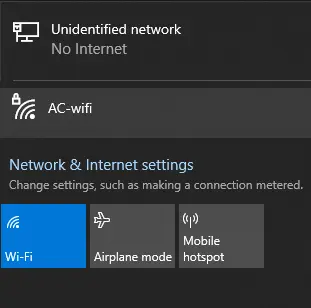 Unidentified network
No Internet
AC-wifi
Network & Internet settings
Change settings, such as making a connection metered.
Wi-Fi
Airplane mode
Mobile
hotspot